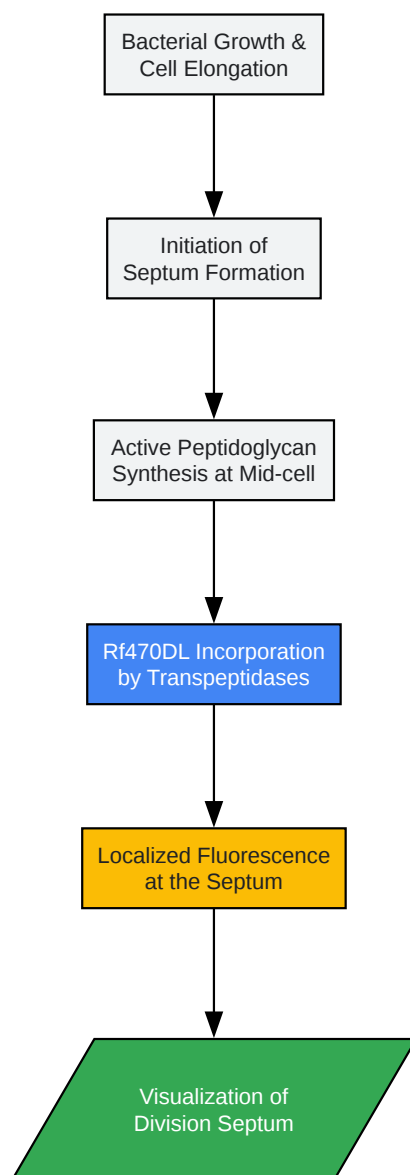 Bacterial Growth &
Cell Elongation
Initiation of
Septum Formation
Active Peptidoglycan
Synthesis at Mid-cell
Rf470DL Incorporation
by Transpeptidases
Localized Fluorescence
at the Septum
Visualization of
Division Septum